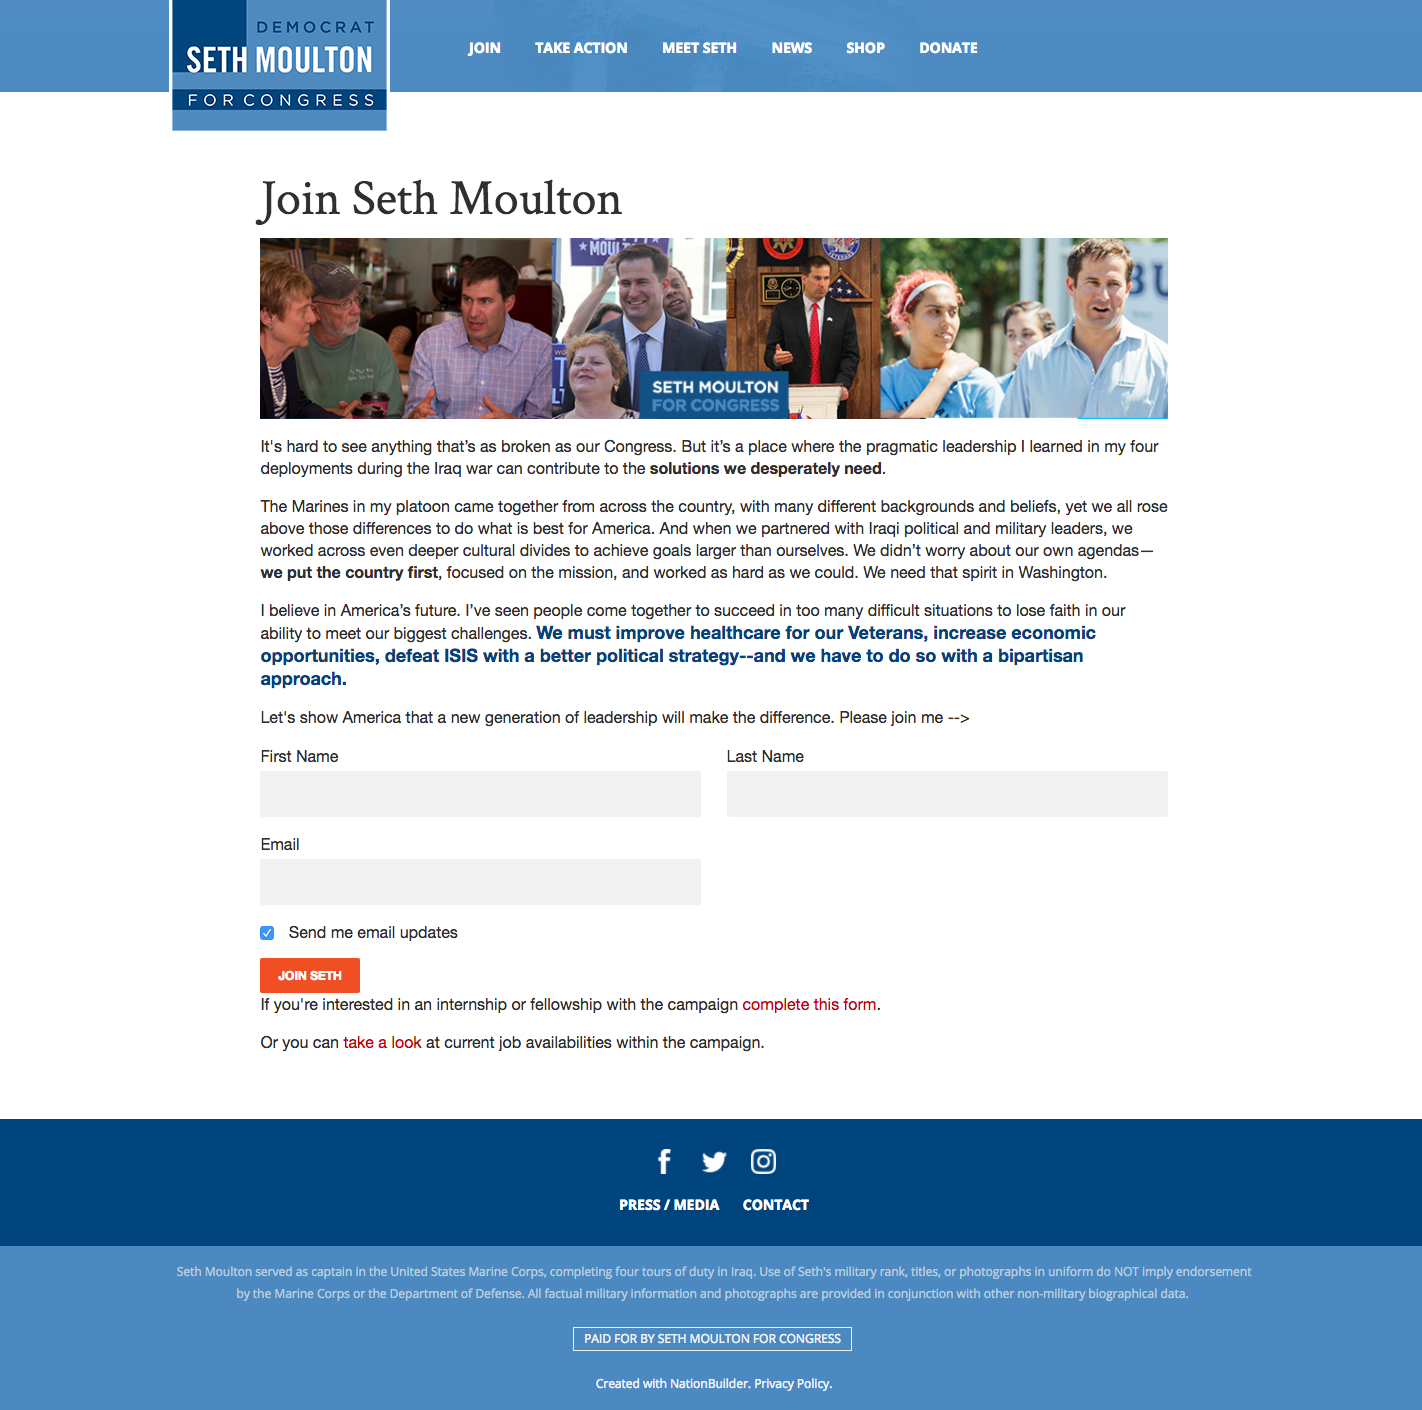 DEMOCRAT
SETH MOULTON
FOR CONGRESS
JOIN TAKE ACTION MEET SETH NEWS SHOP DONATE
Join Seth Moulton
MOUL
SETH MOULTON
FOR CONGRESS
It's hard to see anything that’s as broken as our Congress. But it’s a place where the pragmatic leadership I learned in my four
deployments during the Iraq war can contribute to the solutions we desperately need.
The Marines in my platoon came together from across the country, with many different backgrounds and beliefs, yet we all rose
above those differences to do what is best for America. And when we partnered with Iraqi political and military leaders, we
worked across even deeper cultural divides to achieve goals larger than ourselves. We didn’t worry about our own agendas—
we put the country first, focused on the mission, and worked as hard as we could. We need that spirit in Washington.
I believe in America’s future. I’ve seen people come together to succeed in too many difficult situations to lose faith in our
ability to meet our biggest challenges. We must improve healthcare for our Veterans, increase economic
opportunities, defeat ISIS with a better political strategy--and we have to do so with a bipartisan
approach.
Let's show America that a new generation of leadership will make the difference. Please join me -->
First Name Last Name
Email
Send me email updates
JOIN SETH
If you're interested in an internship or fellowship with the campaign complete this form.
Or you can take a look at current job availabilities within the campaign.
PRESS / MEDIA CONTACT
Seth Moulton served as captain in the United States Marine Corps, completing four tours of duty in Iraq. Use of Seth's military rank, titles, or photographs in uniform do NOT imply endorsement
by the Marine Corps or the Department of Defense. All factual military information and photographs are provided in conjunction with other non-military biographical data.
PAID FOR BY SETH MOULTON FOR CONGRESS
Created with NationBuilder. Privacy Policy.